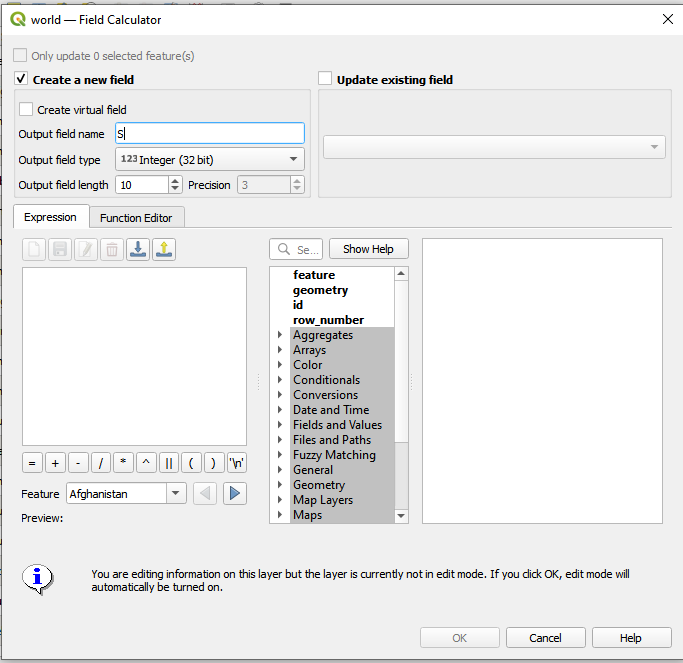 world — Field Calculator
Only update 0 selected feature(s)
Create a new field
Update existing field
Create virtual field
Output field name S
Output field type 123 Integer (32 bit)
Output field length 10 Precision 3
Expression Function Editor
Se... Show Help
feature
geometry
id
row_number
Aggregates
Arrays
Color
Conditionals
Conversions
Date and Time
Fields and Values
Files and Paths
Fuzzy Matching
General
Geometry
Map Layers
Maps
= + - / * ^ || ( ) '\n'
Feature Afghanistan
Preview:
You are editing information on this layer but the layer is currently not in edit mode. If you click OK, edit mode will
automatically be turned on.
OK Cancel Help